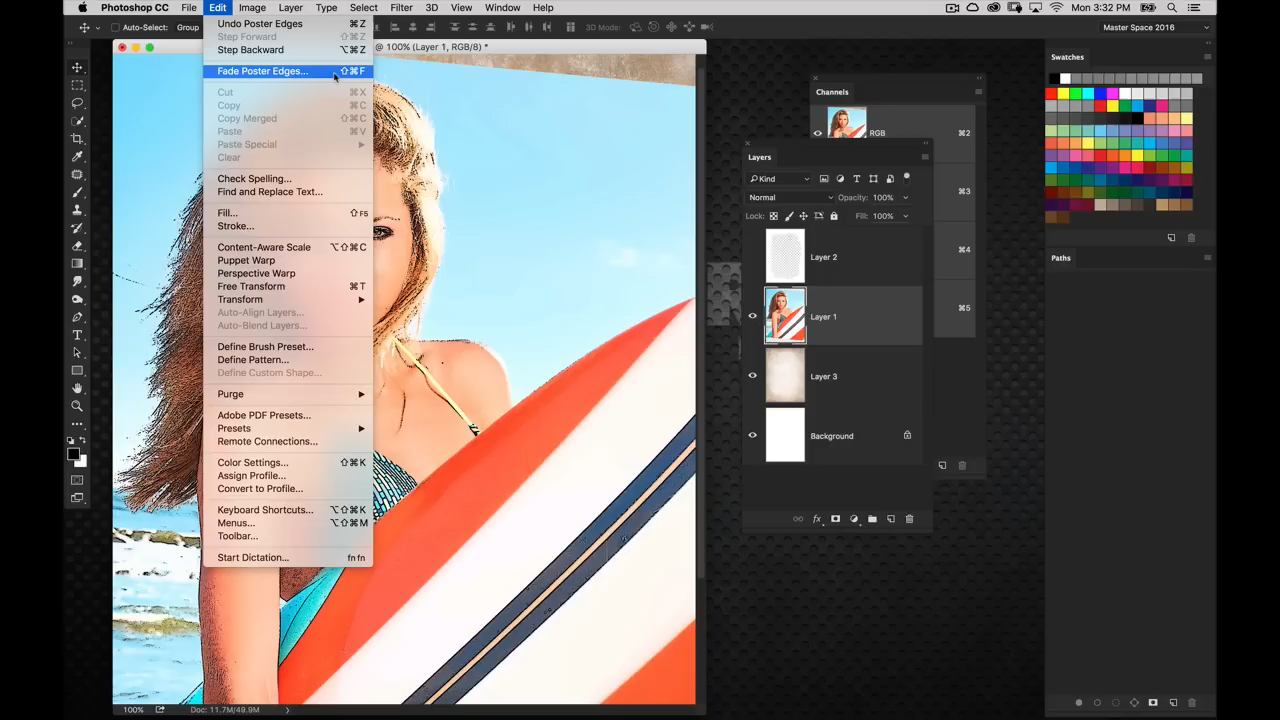 Photoshop CC File Edit Image Layer Type Select Filter 3D View Window Help Mon 3:32 PM
Auto-Select: Group 3D Mode: Master Space 2016
@ 100% (Layer 1, RGB/8) *
Undo Poster Edges ⌘Z
Step Forward ⇧⌘Z
Step Backward ⌥⌘Z
Fade Poster Edges... ⇧⌘F
Cut ⌘X
Copy ⌘C
Copy Merged ⇧⌘C
Paste ⌘V
Paste Special
Clear
Check Spelling...
Find and Replace Text...
Fill... ⇧F5
Stroke...
Content-Aware Scale ⌥⇧⌘C
Puppet Warp
Perspective Warp
Free Transform ⌘T
Transform
Auto-Align Layers...
Auto-Blend Layers...
Define Brush Preset...
Define Pattern...
Define Custom Shape...
Purge
Adobe PDF Presets...
Presets
Remote Connections...
Color Settings... ⇧⌘K
Assign Profile...
Convert to Profile...
Keyboard Shortcuts... ⌥⇧⌘K
Menus... ⌥⇧⌘M
Toolbar...
Start Dictation... fn fn
100% Doc: 11.7M/49.9M
Channels
RGB ⌘2
⌘3
⌘4
⌘5
Layers
Kind
Normal Opacity: 100%
Lock: Fill: 100%
Layer 2
Layer 1
Layer 3
Background
fx
Swatches
Paths